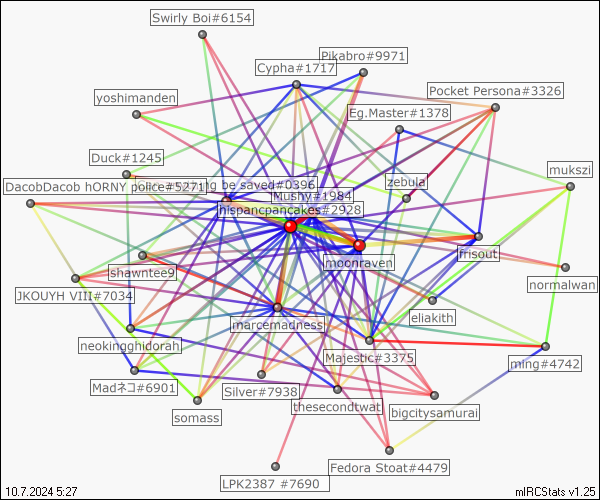 Swirly Boi#6154
Pikabro#9971
Cypha#1717
Pocket Persona#3326
yoshimanden
Eg.Master#1378
Duck#1245
mukszi
zebula
DacobDacob hORNY police#5271
ng be saved#0396
Mushy#1984
hispancpancakes#2928
frisout
moonraven
shawntee9
normalwan
JKOUYH VIII#7034
eliakith
marcemadness
neokingghidorah
Majestic#3375
ming#4742
Madネコ#6901
Silver#7938
thesecondtwat
bigcitysamurai
somass
Fedora Stoat#4479
LPK2387 #7690
10.7.2024 5:27
mIRCStats v1.25